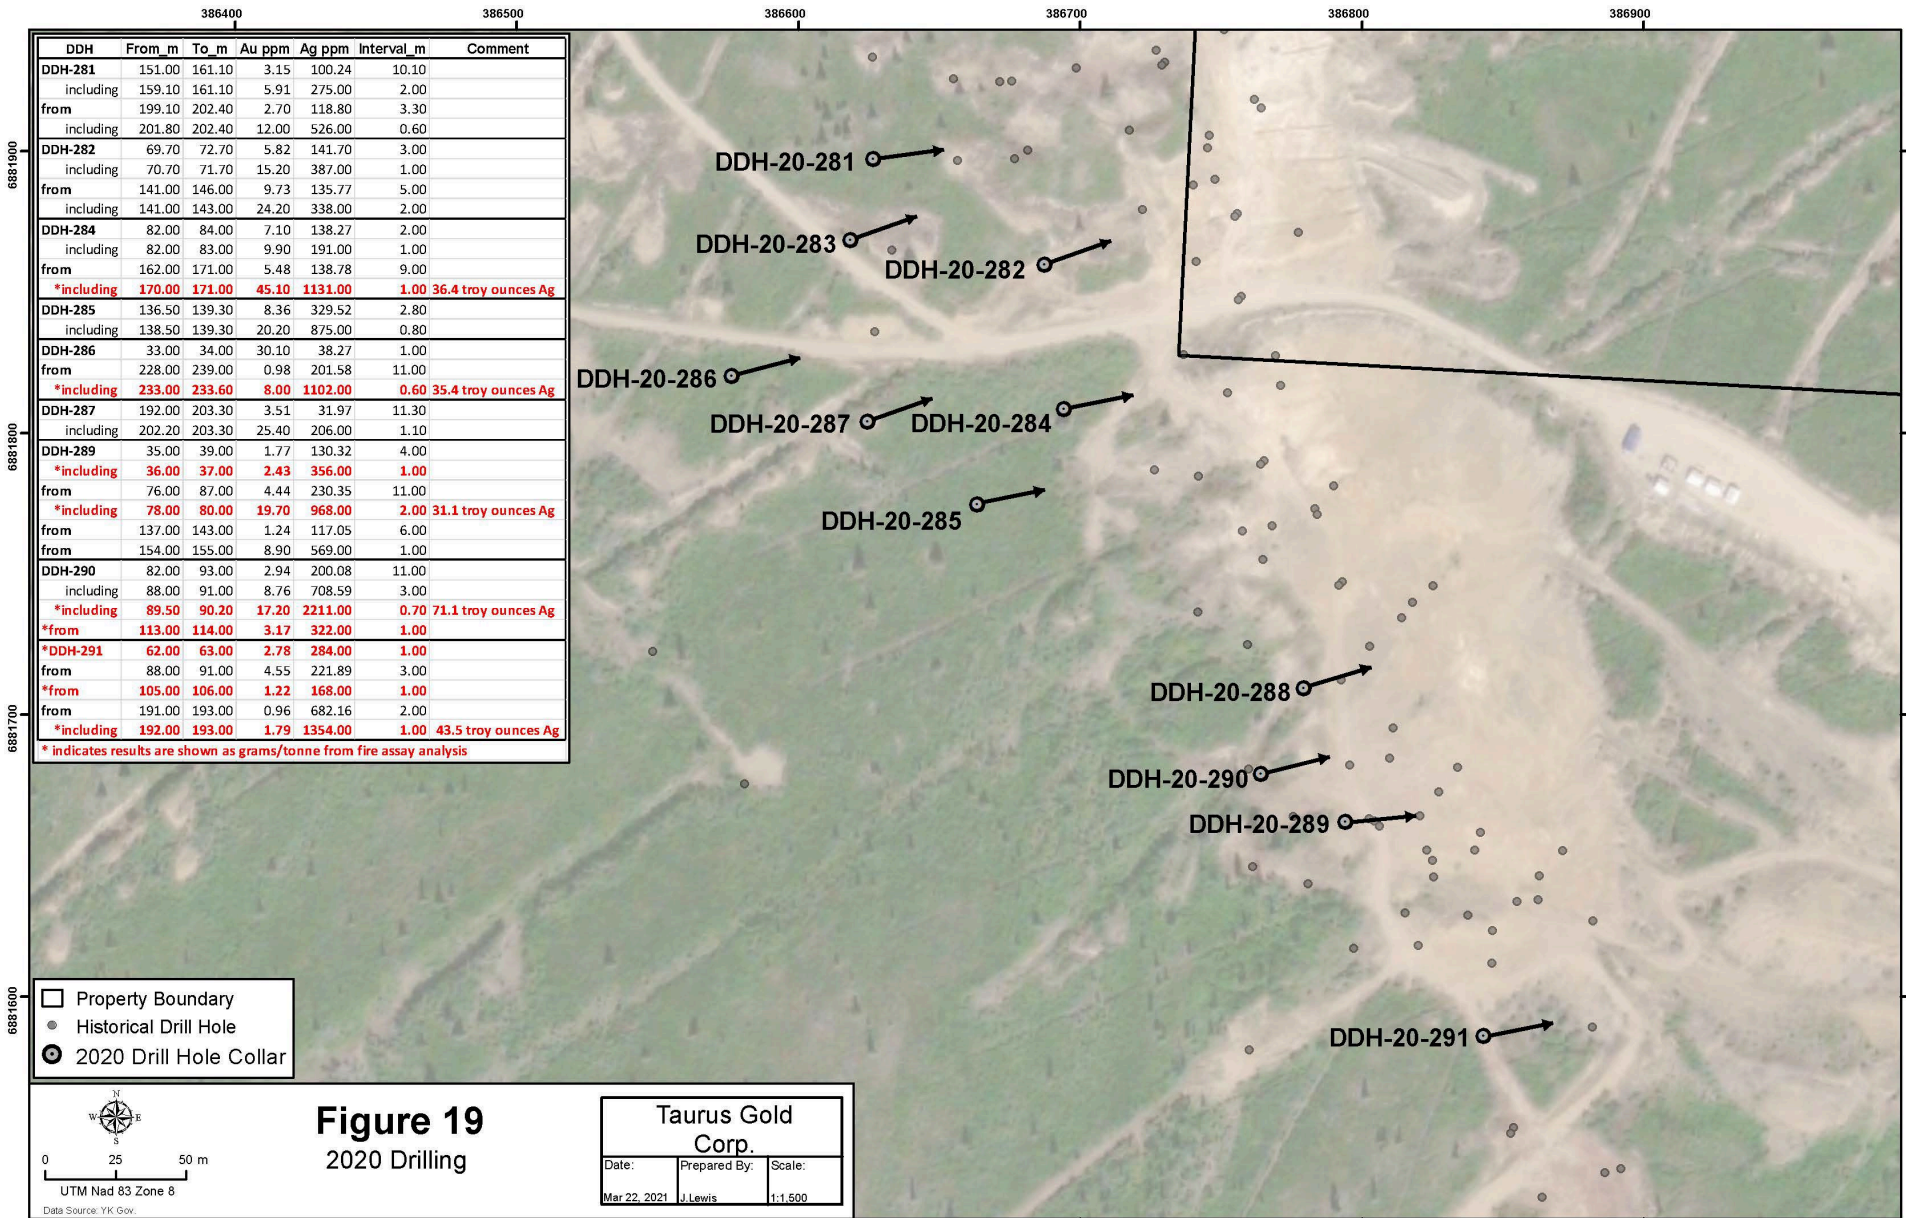 386400 386500 386600 386700 386800 386900
DDH From_m To_m Au ppm Ag ppm Interval_m Comment
DDH-281 151.00 161.10 3.15 100.24 10.10
including 159.10 161.10 5.91 275.00 2.00
from 199.10 202.40 2.70 118.80 3.30
including 201.80 202.40 12.00 526.00 0.60
DDH-282 69.70 72.70 5.82 141.70 3.00
including 70.70 71.70 15.20 387.00 1.00
from 141.00 146.00 9.73 135.77 5.00
including 141.00 143.00 24.20 338.00 2.00
DDH-284 82.00 84.00 7.10 138.27 2.00
including 82.00 83.00 9.90 191.00 1.00
from 162.00 171.00 5.48 138.78 9.00
*including 170.00 171.00 45.10 1131.00 1.00 36.4 troy ounces Ag
DDH-285 136.50 139.30 8.36 329.52 2.80
including 138.50 139.30 20.20 875.00 0.80
DDH-286 33.00 34.00 30.10 38.27 1.00
from 228.00 239.00 0.98 201.58 11.00
*including 233.00 233.60 8.00 1102.00 0.60 35.4 troy ounces Ag
DDH-287 192.00 203.30 3.51 31.97 11.30
including 202.20 203.30 25.40 206.00 1.10
DDH-289 35.00 39.00 1.77 130.32 4.00
*including 36.00 37.00 2.43 356.00 1.00
from 76.00 87.00 4.44 230.35 11.00
*including 78.00 80.00 19.70 968.00 2.00 31.1 troy ounces Ag
from 137.00 143.00 1.24 117.05 6.00
from 154.00 155.00 8.90 569.00 1.00
DDH-290 82.00 93.00 2.94 200.08 11.00
including 88.00 91.00 8.76 708.59 3.00
*including 89.50 90.20 17.20 2211.00 0.70 71.1 troy ounces Ag
*from 113.00 114.00 3.17 322.00 1.00
*DDH-291 62.00 63.00 2.78 284.00 1.00
from 88.00 91.00 4.55 221.89 3.00
*from 105.00 106.00 1.22 168.00 1.00
from 191.00 193.00 0.96 682.16 2.00
*including 192.00 193.00 1.79 1354.00 1.00 43.5 troy ounces Ag
* indicates results are shown as grams/tonne from fire assay analysis
6881900
6881800
6881700
6881600
DDH-20-281
DDH-20-283
DDH-20-282
DDH-20-286
DDH-20-287
DDH-20-284
DDH-20-285
DDH-20-288
DDH-20-290
DDH-20-289
DDH-20-291
Property Boundary
Historical Drill Hole
2020 Drill Hole Collar
N
W E
S
0 25 50 m
UTM Nad 83 Zone 8
Data Source: YK Gov.
Figure 19
2020 Drilling
Taurus Gold
Corp.
Date: Prepared By: Scale:
Mar 22, 2021 J.Lewis 1:1,500